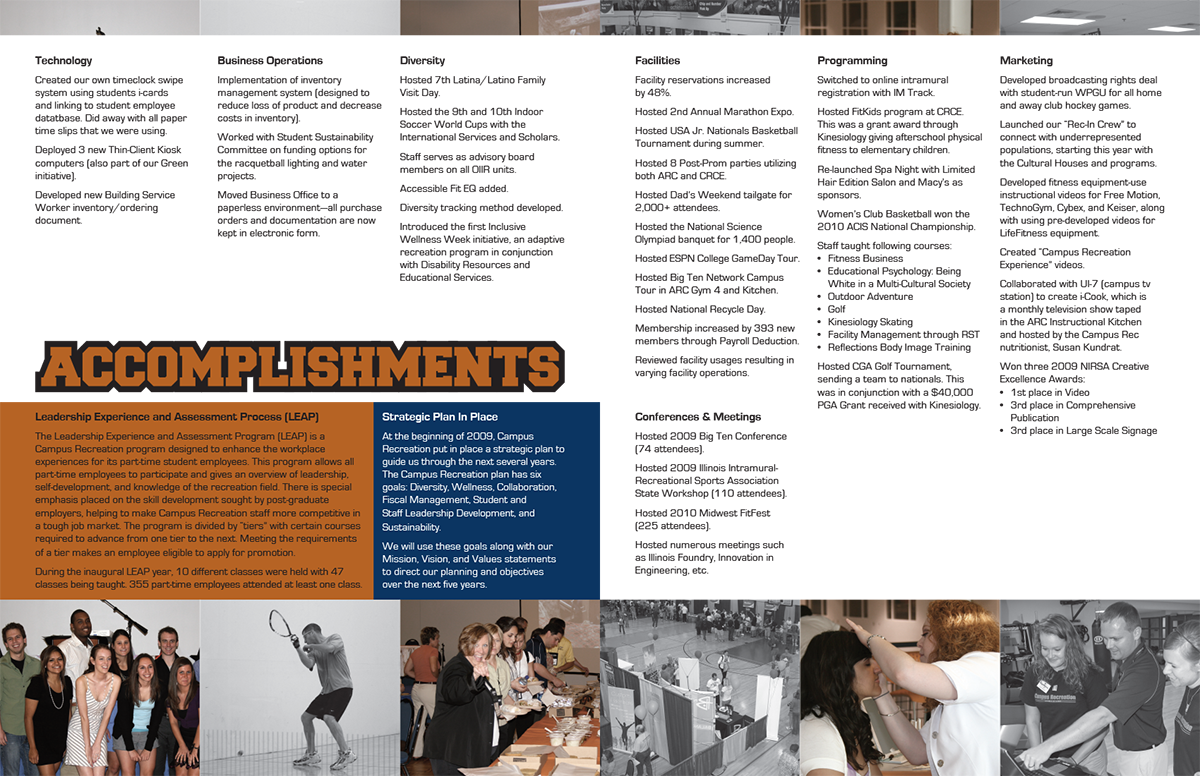 Technology
Created our own timeclock swipe
system using students i-cards
and linking to student employee
datatbase. Did away with all paper
time slips that we were using.
Deployed 3 new Thin-Client Kiosk
computers (also part of our Green
initiative).
Developed new Building Service
Worker inventory/ordering
document.
Business Operations
Implementation of inventory
management system (designed to
reduce loss of product and decrease
costs in inventory).
Worked with Student Sustainability
Committee on funding options for
the racquetball lighting and water
projects.
Moved Business Office to a
paperless environment—all purchase
orders and documentation are now
kept in electronic form.
Diversity
Hosted 7th Latina/Latino Family
Visit Day.
Hosted the 9th and 10th Indoor
Soccer World Cups with the
International Services and Scholars.
Staff serves as advisory board
members on all OIIR units.
Accessible Fit EQ added.
Diversity tracking method developed.
Introduced the first Inclusive
Wellness Week initiative, an adaptive
recreation program in conjunction
with Disability Resources and
Educational Services.
ACCOMPLISHMENTS
Leadership Experience and Assessment Process (LEAP)
The Leadership Experience and Assessment Program (LEAP) is a
Campus Recreation program designed to enhance the workplace
experiences for its part-time student employees. This program allows all
part-time employees to participate and gives an overview of leadership,
self-development, and knowledge of the recreation field. There is special
emphasis placed on the skill development sought by post-graduate
employers, helping to make Campus Recreation staff more competitive in
a tough job market. The program is divided by “tiers” with certain courses
required to advance from one tier to the next. Meeting the requirements
of a tier makes an employee eligible to apply for promotion.
During the inaugural LEAP year, 10 different classes were held with 47
classes being taught. 355 part-time employees attended at least one class.
Strategic Plan In Place
At the beginning of 2009, Campus
Recreation put in place a strategic plan to
guide us through the next several years.
The Campus Recreation plan has six
goals: Diversity, Wellness, Collaboration,
Fiscal Management, Student and
Staff Leadership Development, and
Sustainability.
We will use these goals along with our
Mission, Vision, and Values statements
to direct our planning and objectives
over the next five years.
Facilities
Facility reservations increased
by 48%.
Hosted 2nd Annual Marathon Expo.
Hosted USA Jr. Nationals Basketball
Tournament during summer.
Hosted 8 Post-Prom parties utilizing
both ARC and CRCE.
Hosted Dad's Weekend tailgate for
2,000+ attendees.
Hosted the National Science
Olympiad banquet for 1,400 people.
Hosted ESPN College GameDay Tour.
Hosted Big Ten Network Campus
Tour in ARC Gym 4 and Kitchen.
Hosted National Recycle Day.
Membership increased by 393 new
members through Payroll Deduction.
Reviewed facility usages resulting in
varying facility operations.
Conferences & Meetings
Hosted 2009 Big Ten Conference
(74 attendees).
Hosted 2009 Illinois Intramural-
Recreational Sports Association
State Workshop (110 attendees).
Hosted 2010 Midwest FitFest
(225 attendees).
Hosted numerous meetings such
as Illinois Foundry, Innovation in
Engineering, etc.
Programming
Switched to online intramural
registration with IM Track.
Hosted FitKids program at CRCE.
This was a grant award through
Kinesiology giving afterschool physical
fitness to elementary children.
Re-launched Spa Night with Limited
Hair Edition Salon and Macy's as
sponsors.
Women's Club Basketball won the
2010 ACIS National Championship.
Staff taught following courses:
• Fitness Business
• Educational Psychology: Being
White in a Multi-Cultural Society
• Outdoor Adventure
• Golf
• Kinesiology Skating
• Facility Management through RST
• Reflections Body Image Training
Hosted CGA Golf Tournament,
sending a team to nationals. This
was in conjunction with a $40,000
PGA Grant received with Kinesiology.
Marketing
Developed broadcasting rights deal
with student-run WPGU for all home
and away club hockey games.
Launched our “Rec-In Crew” to
connect with underrepresented
populations, starting this year with
the Cultural Houses and programs.
Developed fitness equipment-use
instructional videos for Free Motion,
TechnoGym, Cybex, and Keiser, along
with using pre-developed videos for
LifeFitness equipment.
Created “Campus Recreation
Experience” videos.
Collaborated with UI-7 (campus tv
station) to create i-Cook, which is
a monthly television show taped
in the ARC Instructional Kitchen
and hosted by the Campus Rec
nutritionist, Susan Kundrat.
Won three 2009 NIRSA Creative
Excellence Awards:
• 1st place in Video
• 3rd place in Comprehensive
Publication
• 3rd place in Large Scale Signage
Campus Recreation